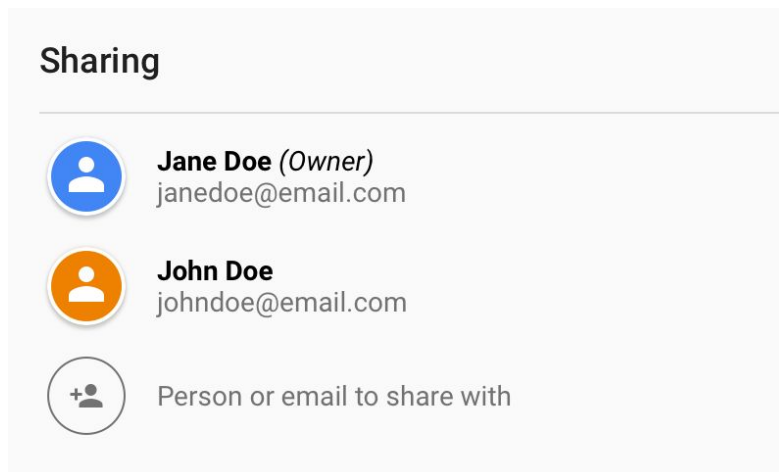 Sharing
Jane Doe (Owner)
janedoe@email.com
John Doe
johndoe@email.com
Person or email to share with